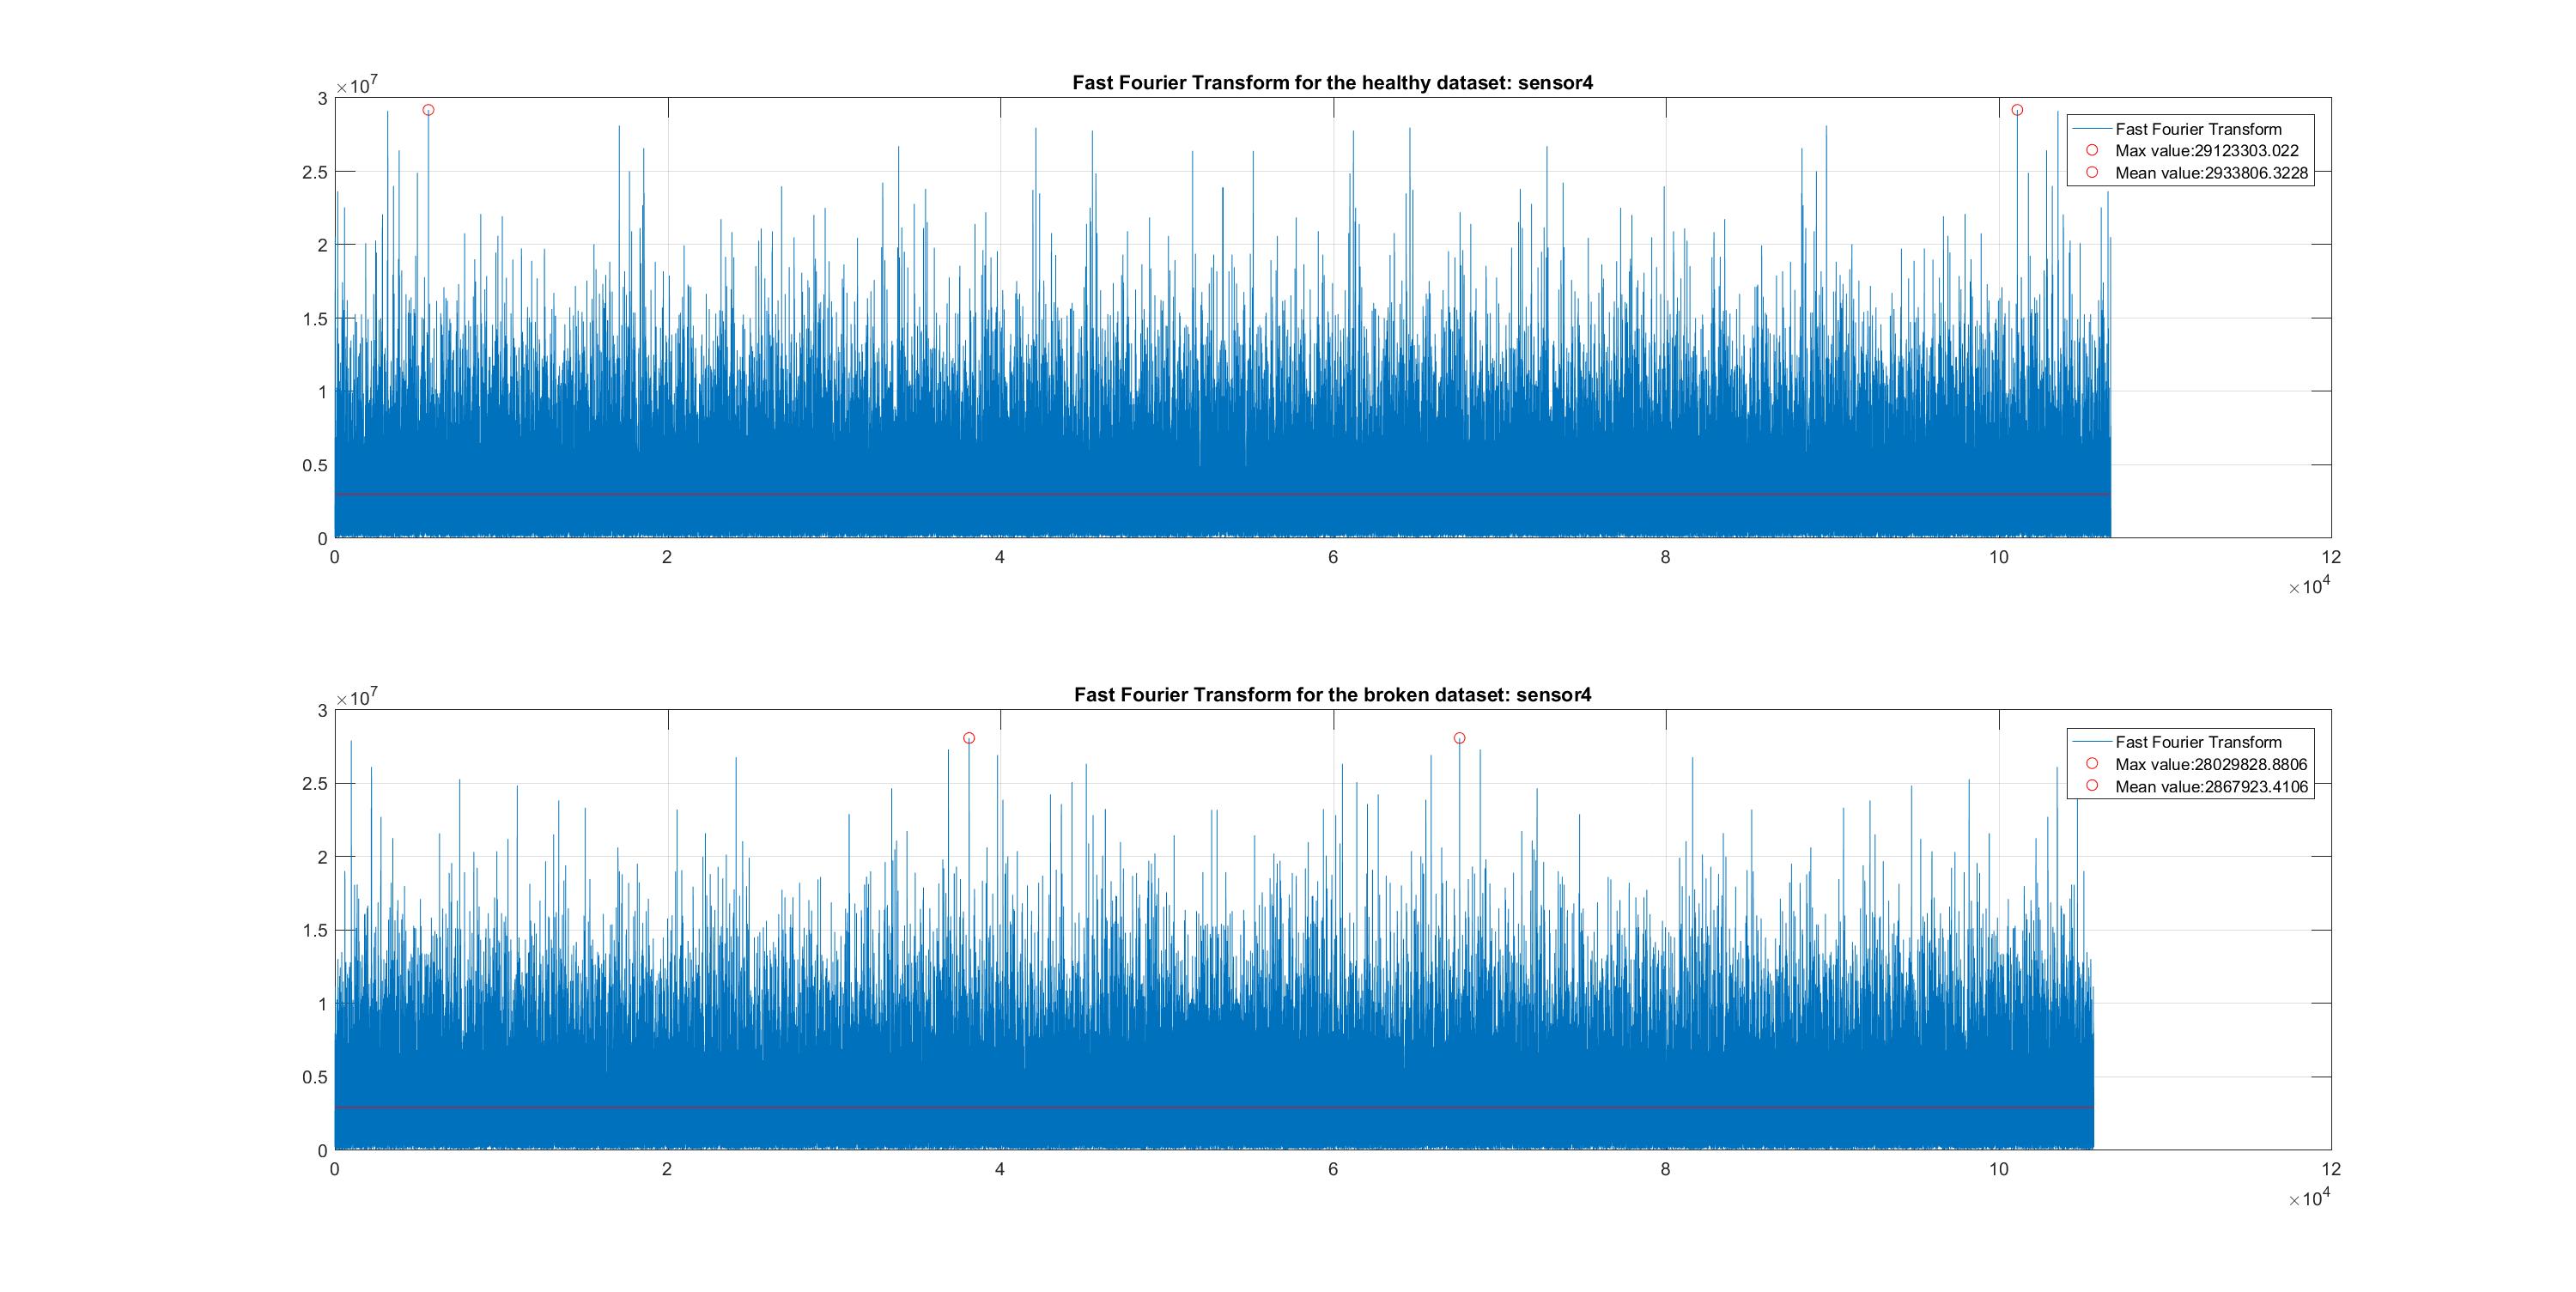 Fast Fourier Transform for the healthy dataset: sensor4
×10^7
3
2.5
2
1.5
1
0.5
0
0 2 4 6 8 10 12
×10^4
Fast Fourier Transform
Max value:29123303.022
Mean value:2933806.3228
Fast Fourier Transform for the broken dataset: sensor4
×10^7
3
2.5
2
1.5
1
0.5
0
0 2 4 6 8 10 12
×10^4
Fast Fourier Transform
Max value:28029828.8806
Mean value:2867923.4106